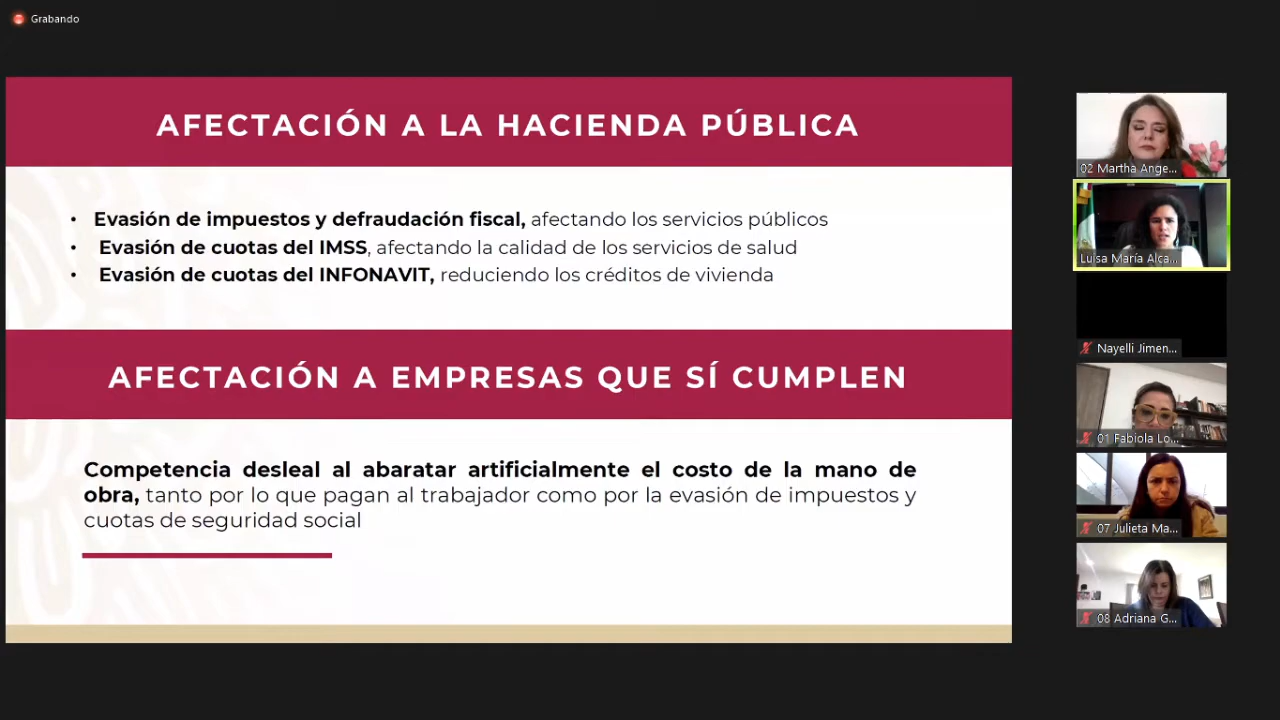 Grabando
AFECTACIÓN A LA HACIENDA PÚBLICA
• Evasión de impuestos y defraudación fiscal, afectando los servicios públicos
• Evasión de cuotas del IMSS, afectando la calidad de los servicios de salud
• Evasión de cuotas del INFONAVIT, reduciendo los créditos de vivienda
AFECTACIÓN A EMPRESAS QUE SÍ CUMPLEN
Competencia desleal al abaratar artificialmente el costo de la mano de
obra, tanto por lo que pagan al trabajador como por la evasión de impuestos y
cuotas de seguridad social
02 Martha Ange...
Luisa María Alca...
Nayelli Jimen...
01 Fabiola Lo...
07 Julieta Ma...
08 Adriana G...